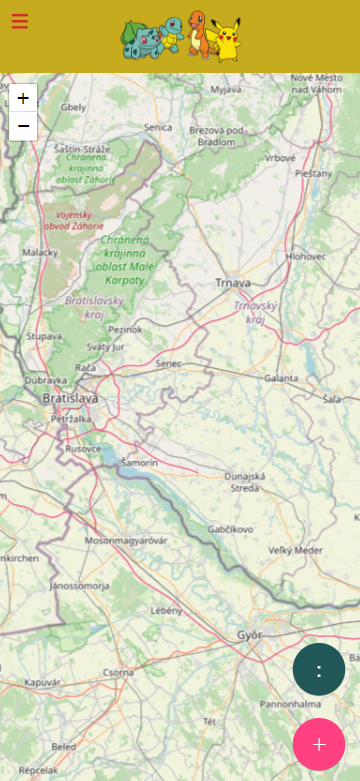 Nové Mesto
nad Váhom
Myjava
Gbely
+
−
Senica
Brezová pod
Bradlom
Šaštín-Stráže
Chránená
krajinná
oblasť Záhorie
Vrbové
Piešťany
Vojenský
obvod Záhorie
Chránená
krajinná
oblasť Malé
Karpaty
Malacky
Hlohovec
Trnava
Bratislavský
kraj
Trnavský
kraj
Pezinok
Stupava
Svätý Jur
Senec
Rača
Dúbravka
Galanta
Bratislava
Šaľa
Petržalka
Rusovce
Šamorín
Dunajská
Streda
Gabčíkovo
Mosonmagyaróvár
Veľký Meder
Jánossomorja
Lébény
Győr
:
Csorna
Kapuvár
Pannonhalma
Tét
+
Beled
Répcelak